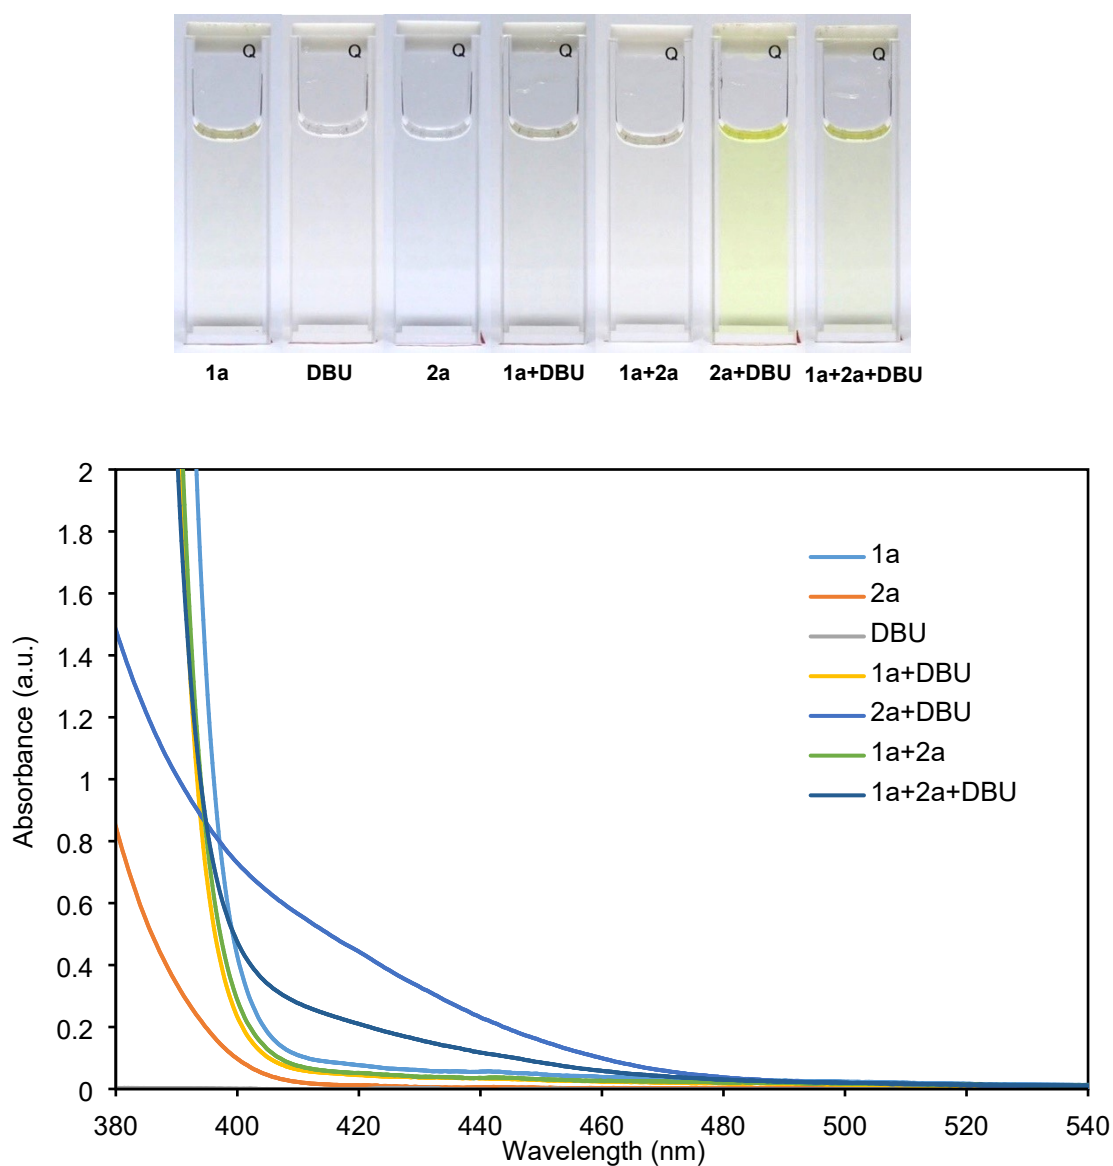 Q Q Q Q Q Q Q
1a DBU 2a 1a+DBU 1a+2a 2a+DBU 1a+2a+DBU
2
1.8
1.6
1.4
1.2
1
0.8
0.6
0.4
0.2
0
Absorbance (a.u.)
1a
2a
DBU
1a+DBU
2a+DBU
1a+2a
1a+2a+DBU
380 400 420 440 460 480 500 520 540
Wavelength (nm)